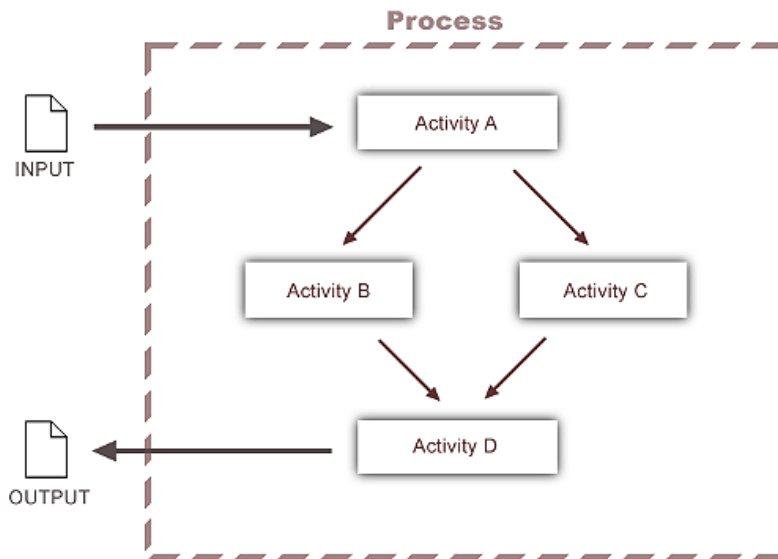 Process
Activity A
INPUT
Activity B
Activity C
Activity D
OUTPUT